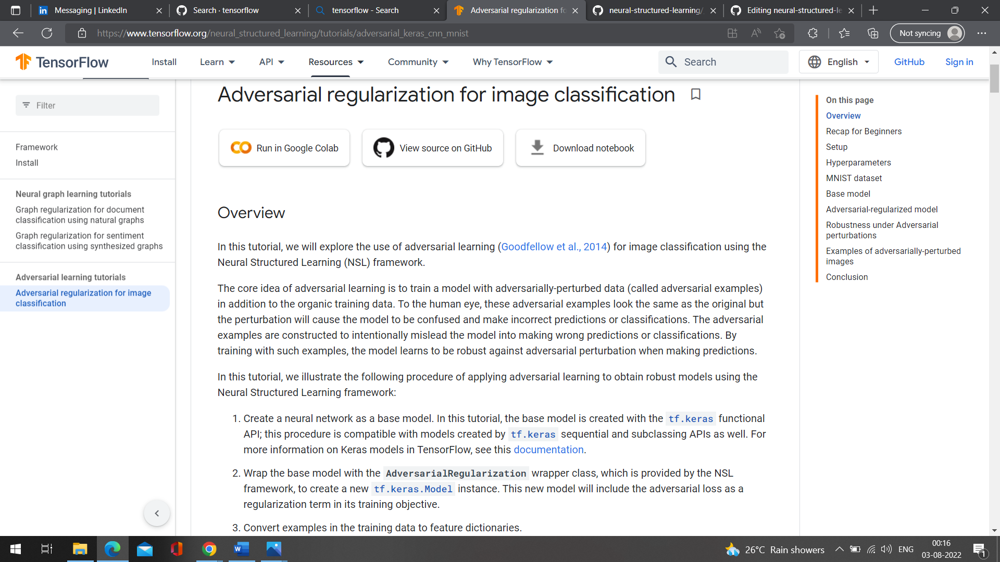 Messaging | LinkedIn
Search · tensorflow
tensorflow - Search
Adversarial regularization fo
neural-structured-learning/
Editing neural-structured-le
https://www.tensorflow.org/neural_structured_learning/tutorials/adversarial_keras_cnn_mnist
Not syncing
TensorFlow
Install
Learn
API
Resources
Community
Why TensorFlow
Search
English
GitHub
Sign in
Filter
Framework
Install
Neural graph learning tutorials
Graph regularization for document
classification using natural graphs
Graph regularization for sentiment
classification using synthesized graphs
Adversarial learning tutorials
Adversarial regularization for image
classification
Adversarial regularization for image classification
Run in Google Colab
View source on GitHub
Download notebook
Overview
In this tutorial, we will explore the use of adversarial learning (Goodfellow et al., 2014) for image classification using the
Neural Structured Learning (NSL) framework.
The core idea of adversarial learning is to train a model with adversarially-perturbed data (called adversarial examples)
in addition to the organic training data. To the human eye, these adversarial examples look the same as the original but
the perturbation will cause the model to be confused and make incorrect predictions or classifications. The adversarial
examples are constructed to intentionally mislead the model into making wrong predictions or classifications. By
training with such examples, the model learns to be robust against adversarial perturbation when making predictions.
In this tutorial, we illustrate the following procedure of applying adversarial learning to obtain robust models using the
Neural Structured Learning framework:
1. Create a neural network as a base model. In this tutorial, the base model is created with the tf.keras functional
API; this procedure is compatible with models created by tf.keras sequential and subclassing APIs as well. For
more information on Keras models in TensorFlow, see this documentation.
2. Wrap the base model with the AdversarialRegularization wrapper class, which is provided by the NSL
framework, to create a new tf.keras.Model instance. This new model will include the adversarial loss as a
regularization term in its training objective.
3. Convert examples in the training data to feature dictionaries.
On this page
Overview
Recap for Beginners
Setup
Hyperparameters
MNIST dataset
Base model
Adversarial-regularized model
Robustness under Adversarial
perturbations
Examples of adversarially-perturbed
images
Conclusion
26°C Rain showers
ENG
00:16
03-08-2022
1